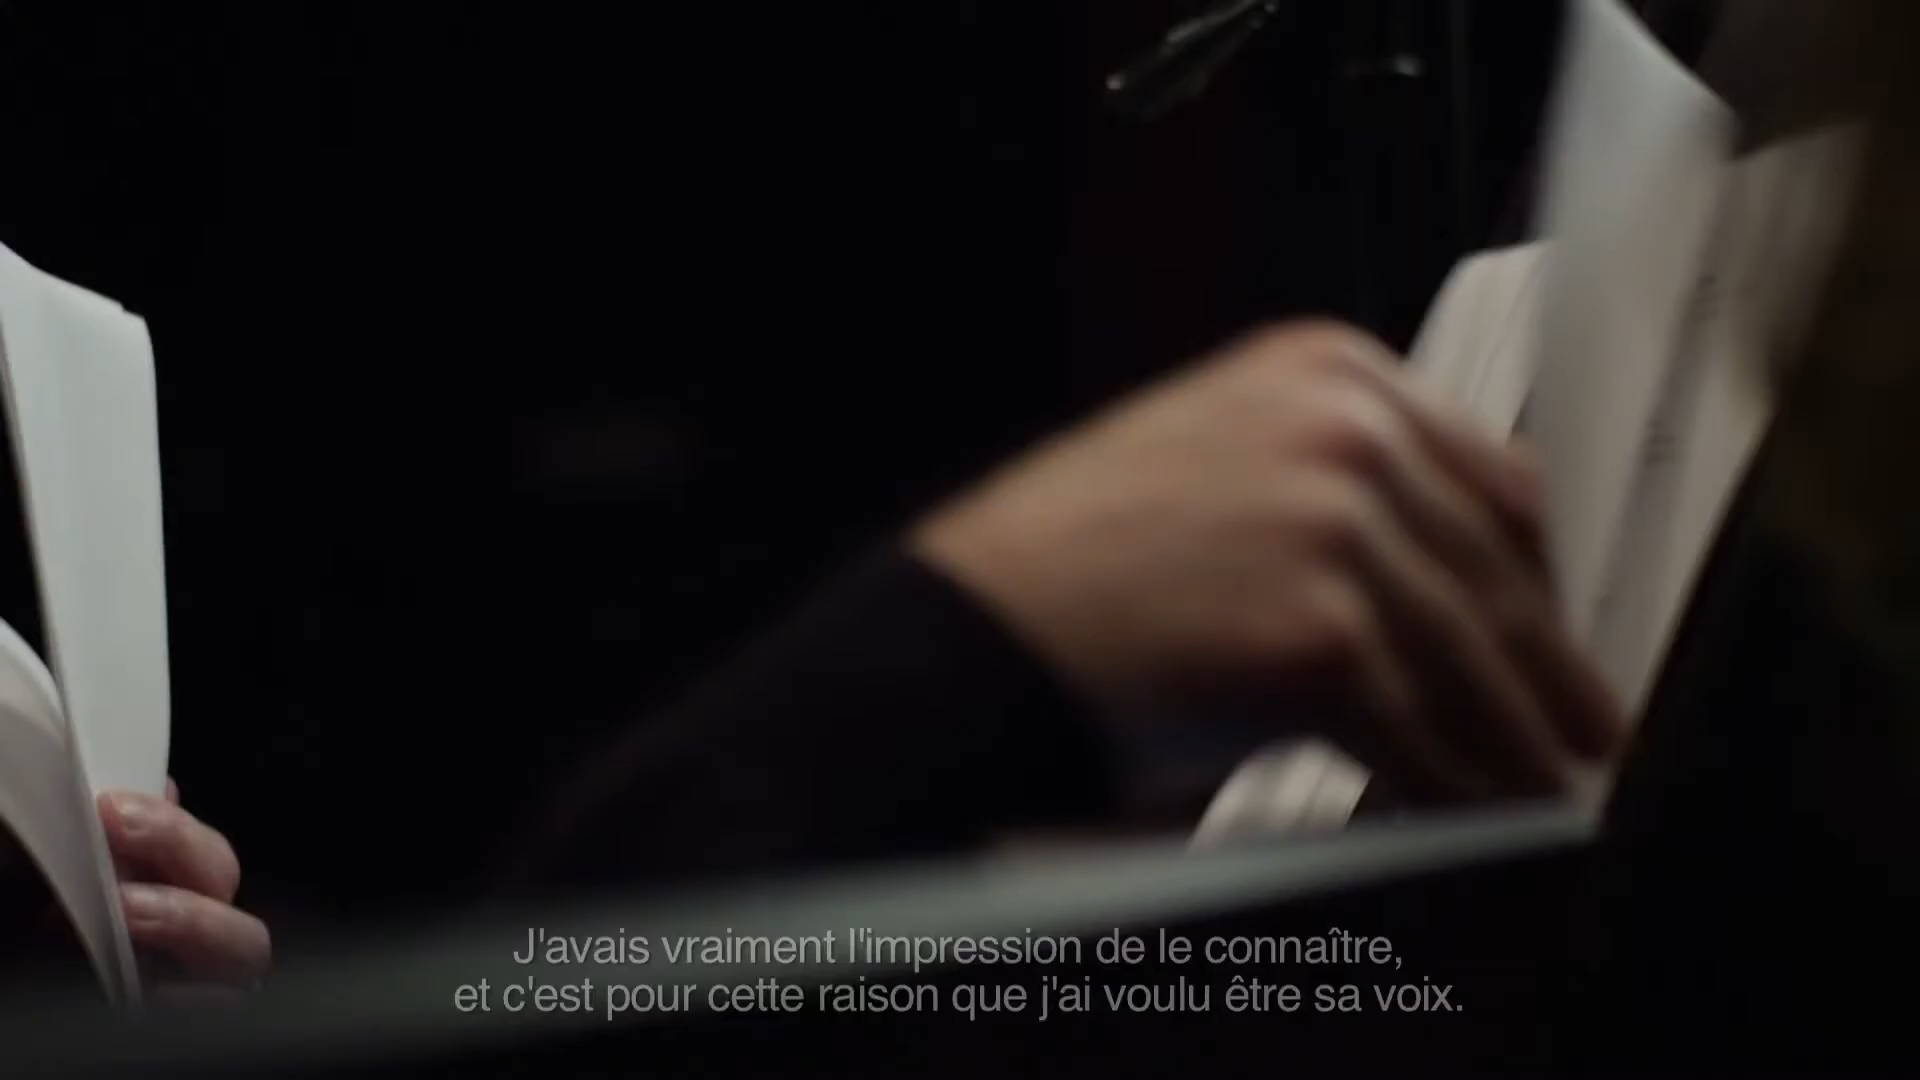 J'avais vraiment l'impression de le connaître,
et c'est pour cette raison que j'ai voulu être sa voix.